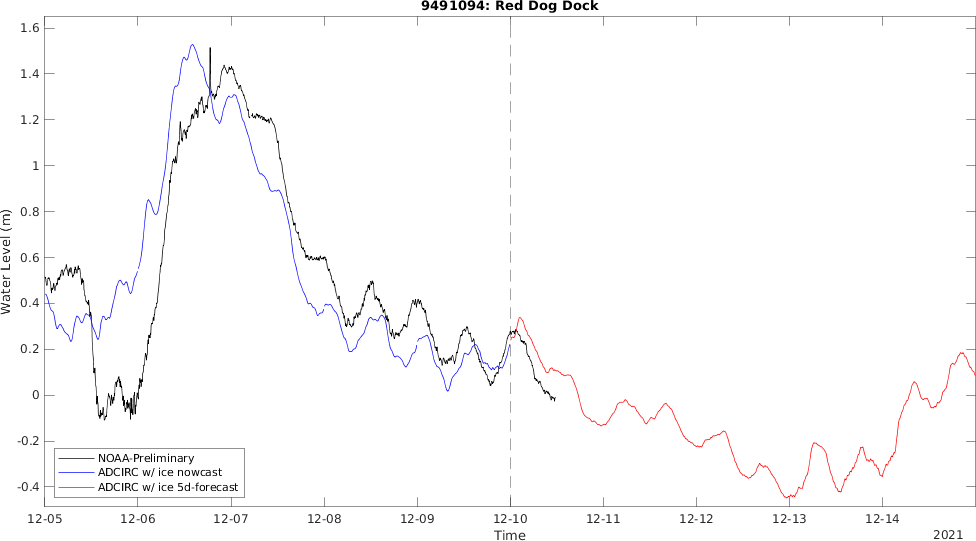 9491094: Red Dog Dock
1.6
1.4
1.2
1
0.8
0.6
0.4
0.2
0
-0.2
-0.4
Water Level (m)
NOAA-Preliminary
ADCIRC w/ ice nowcast
ADCIRC w/ ice 5d-forecast
12-05 12-06 12-07 12-08 12-09 12-10 12-11 12-12 12-13 12-14
Time
2021